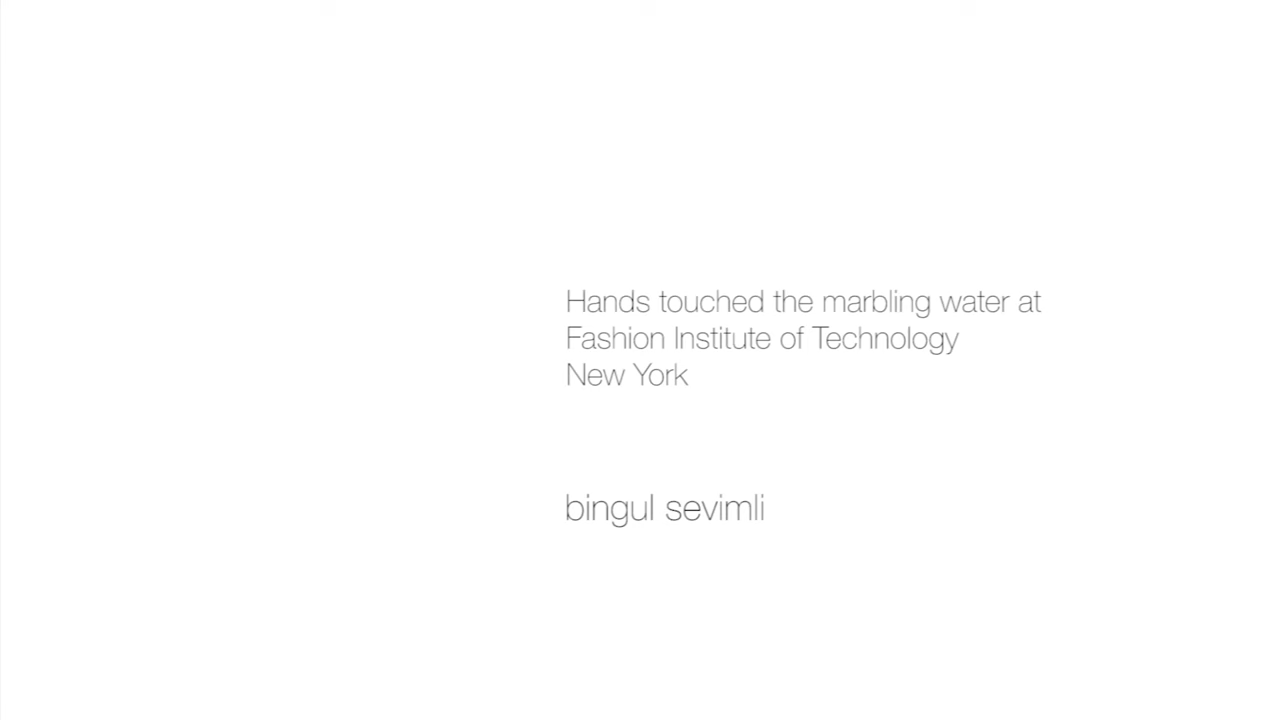 Hands touched the marbling water at
Fashion Institute of Technology
New York
bingul sevimli